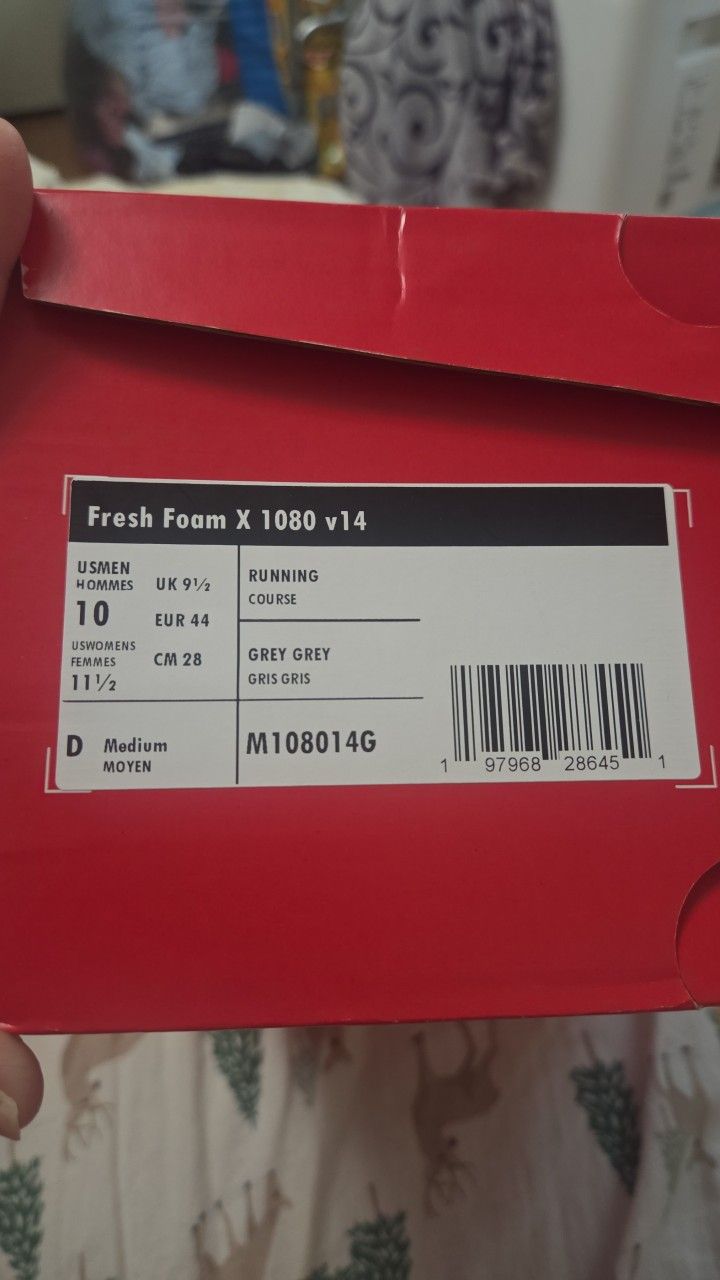 Fresh Foam X 1080 v14
USMEN
HOMMES
10
USWOMENS
FEMMES
11½
UK 9½
EUR 44
CM 28
RUNNING
COURSE
GREY GREY
GRIS GRIS
D Medium
MOYEN
M108014G
1 97968 28645 1